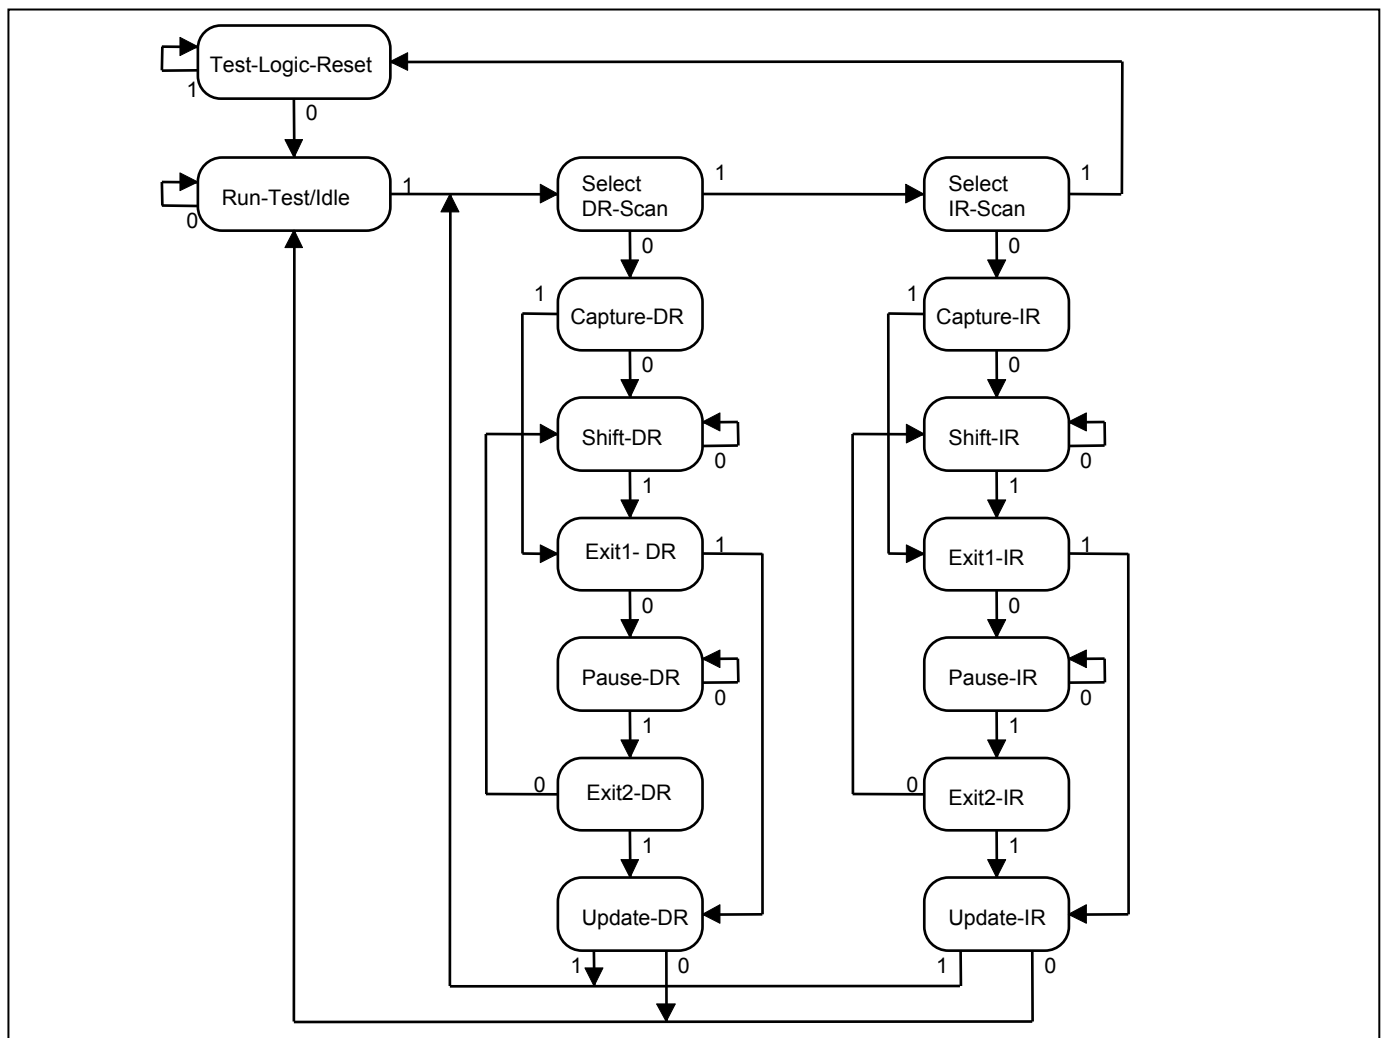 Test-Logic-Reset
1
0
Run-Test/Idle
0
1
Select
DR-Scan
1
Select
IR-Scan
1
0
0
1
Capture-DR
1
Capture-IR
0
0
Shift-DR
0
Shift-IR
0
1
1
Exit1- DR
1
Exit1-IR
1
0
0
Pause-DR
0
Pause-IR
0
1
1
0
Exit2-DR
0
Exit2-IR
1
1
Update-DR
Update-IR
1
0
1
0